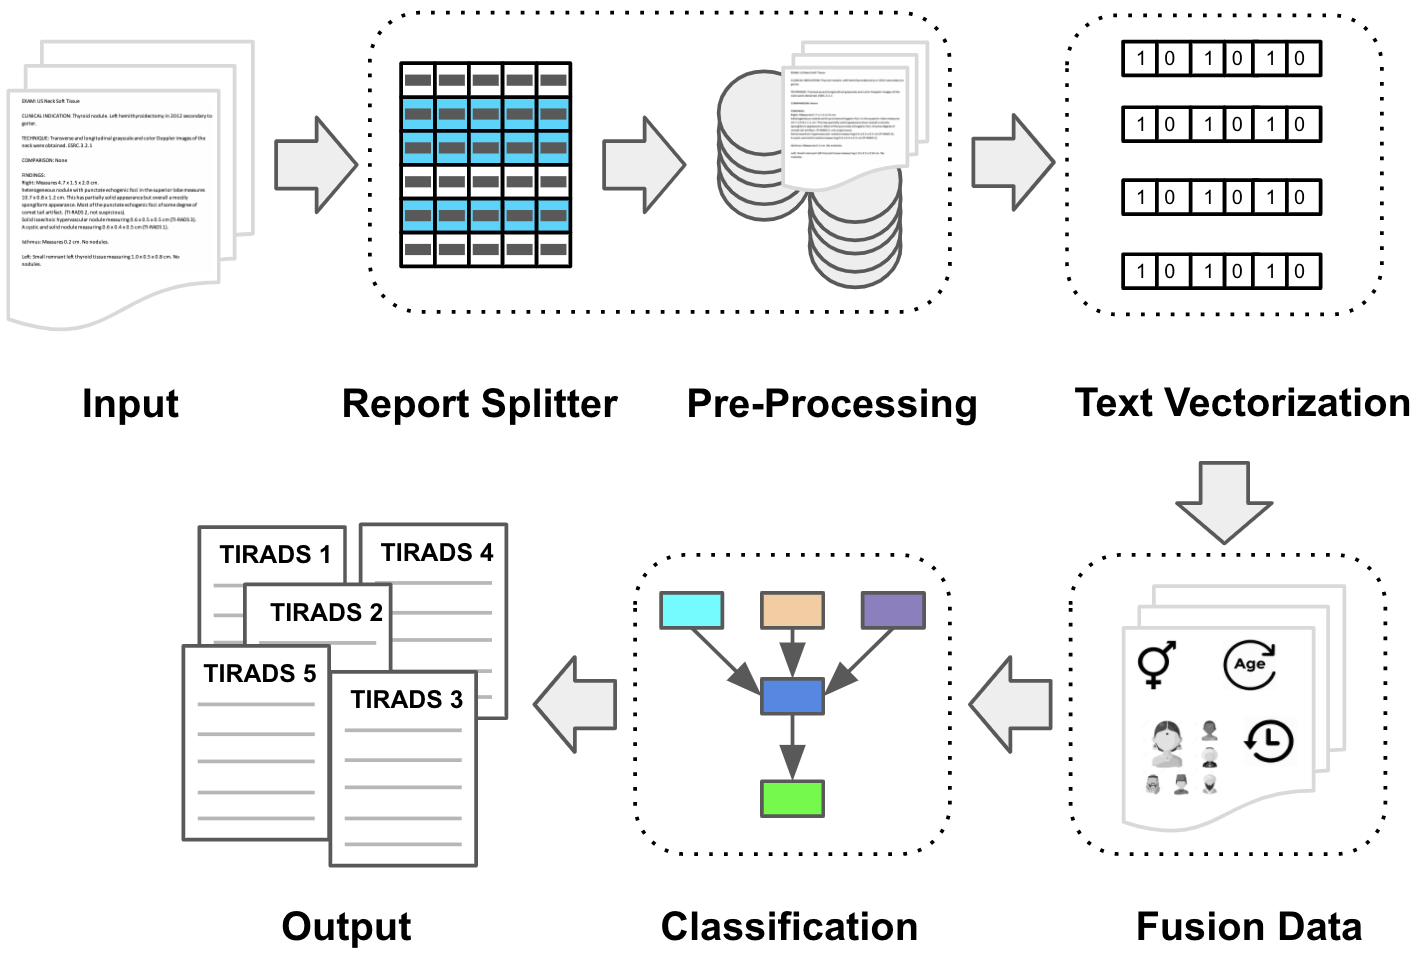 EXAM: US Neck Soft Tissue
CLINICAL INDICATION: Thyroid nodule. Left hemithyroidectomy in 2012 secondary to
goiter.
TECHNIQUE: Transverse and longitudinal grayscale and color Doppler images of the
neck were obtained. ESRC.3.2.1
COMPARISON: None
FINDINGS:
Right: Measures 4.7 x 1.5 x 2.0 cm.
heterogeneous nodule with punctate echogenic foci in the superior lobe measures
10.7 x 0.8 x 1.2 cm. This has partially solid appearance but overall a mostly
spongiform appearance. Most of the punctate echogenic foci of some degree of
comet tail artifact. (TI-RADS 2, not suspicious).
Solid isoechoic hypervascular nodule measuring 0.6 x 0.5 x 0.5 cm (TI-RADS 3).
A cystic and solid nodule measuring 0.6 x 0.4 x 0.5 cm (TI-RADS 1).
Isthmus: Measures 0.2 cm. No nodules.
Left: Small remnant left thyroid tissue measuring 1.0 x 0.5 x 0.8 cm. No
nodules.
1 0 1 0 1 0
1 0 1 0 1 0
1 0 1 0 1 0
1 0 1 0 1 0
Input
Report Splitter
Pre-Processing
Text Vectorization
TIRADS 1
TIRADS 4
TIRADS 2
TIRADS 5
TIRADS 3
Age
Output
Classification
Fusion Data